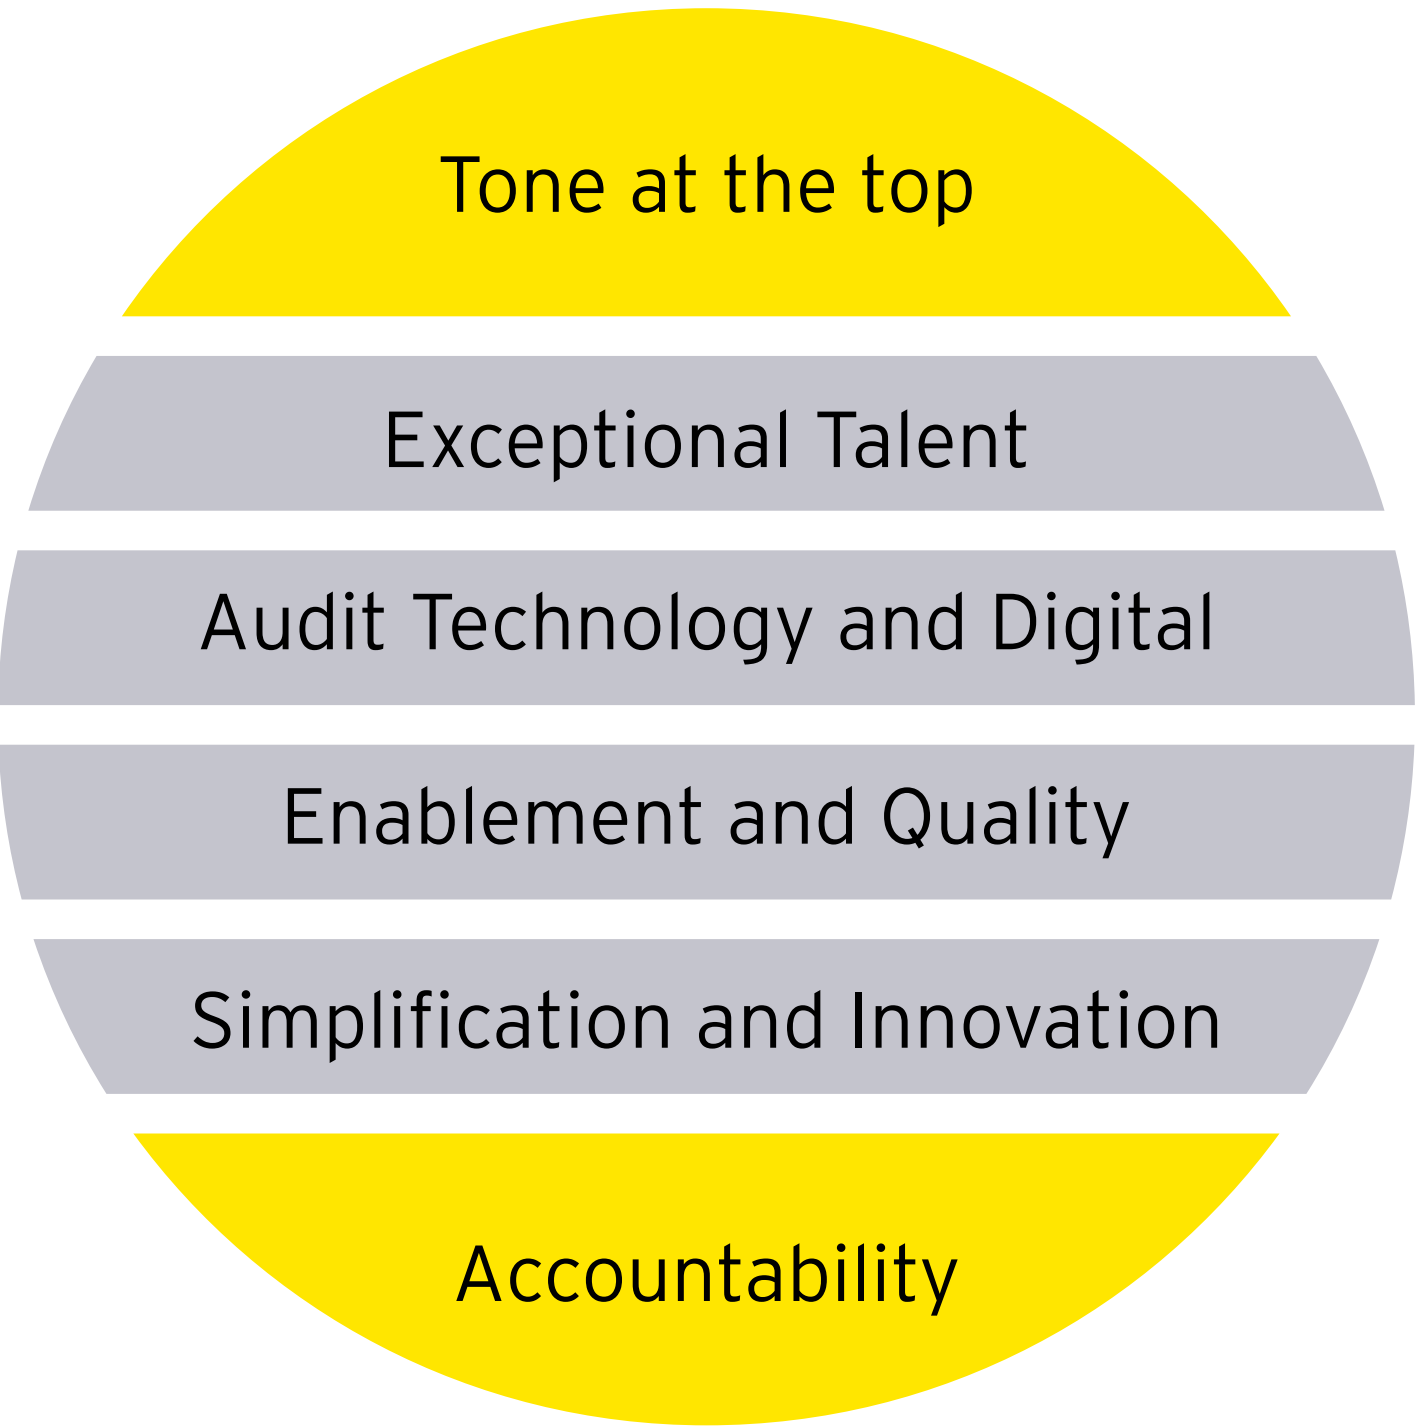 Tone at the top
Exceptional Talent
Audit Technology and Digital
Enablement and Quality
Simplification and Innovation
Accountability